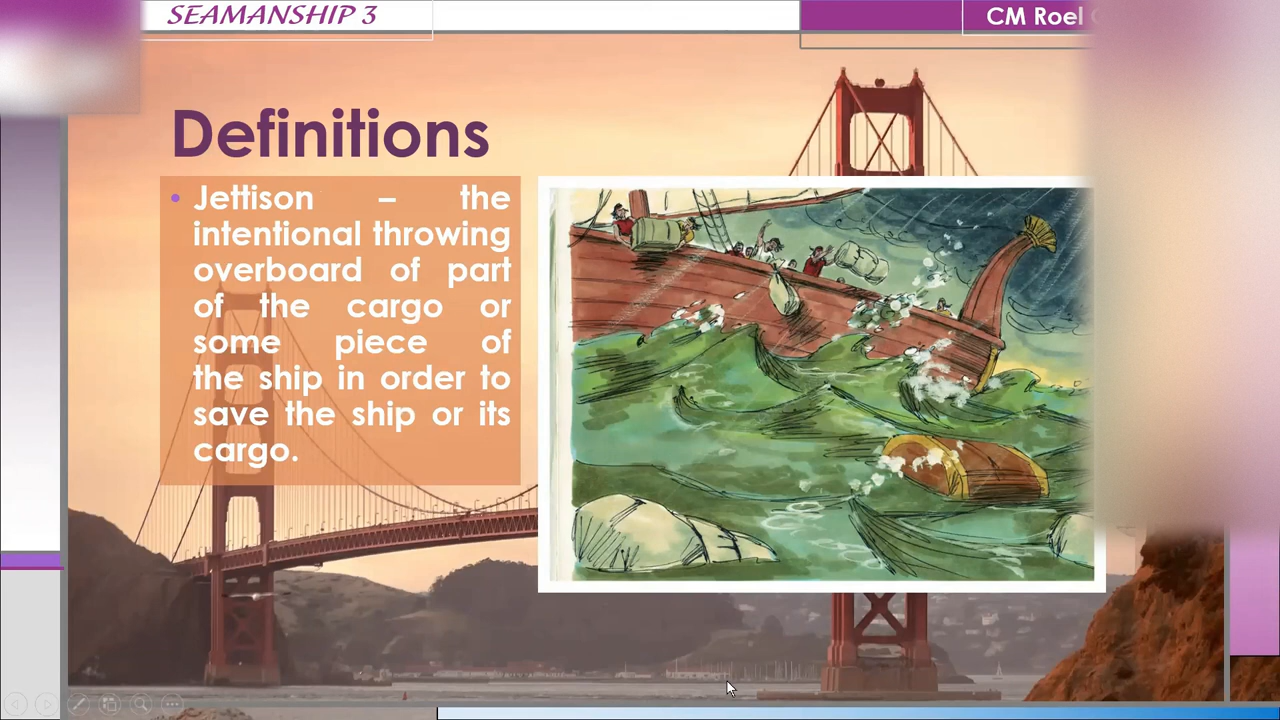 SEAMANSHIP 3
CM Roel
Definitions
• Jettison – the
intentional throwing
overboard of part
of the cargo or
some piece of
the ship in order to
save the ship or its
cargo.